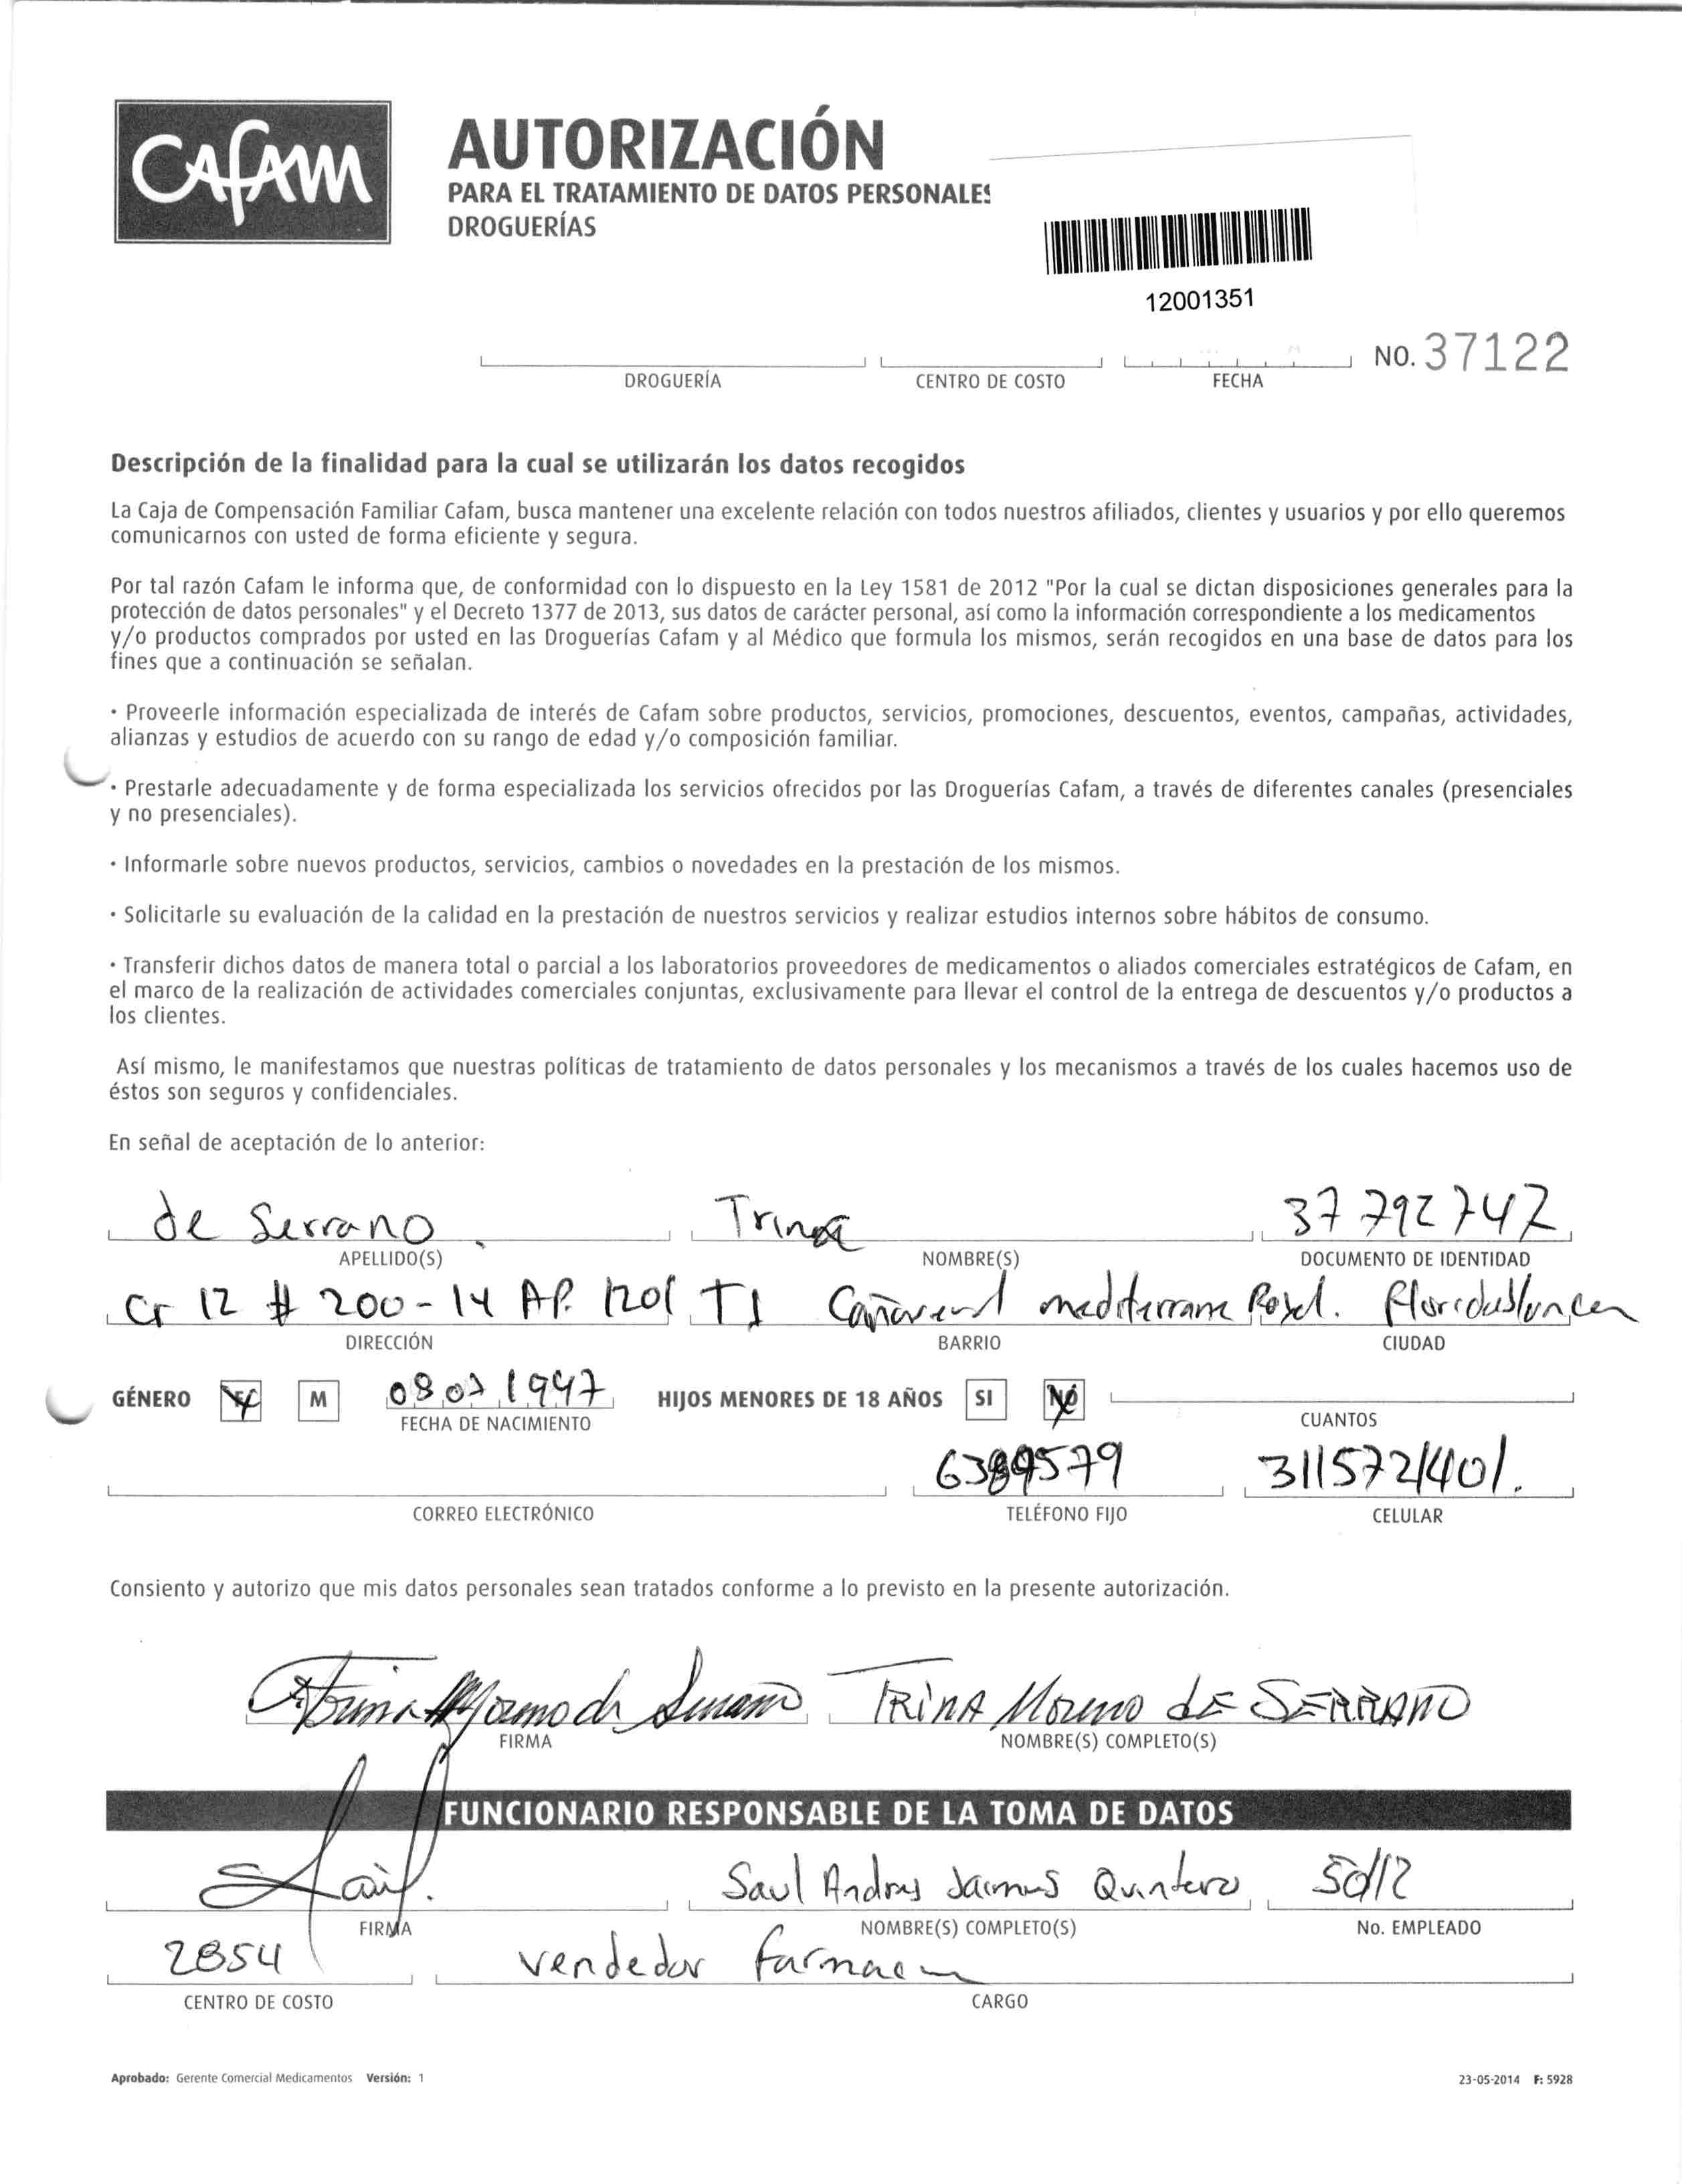 CAFAM
AUTORIZACIÓN
PARA EL TRATAMIENTO DE DATOS PERSONALES
DROGUERÍAS
12001351
NO. 37122
DROGUERÍA CENTRO DE COSTO FECHA
Descripción de la finalidad para la cual se utilizarán los datos recogidos
La Caja de Compensación Familiar Cafam, busca mantener una excelente relación con todos nuestros afiliados, clientes y usuarios y por ello queremos
comunicarnos con usted de forma eficiente y segura.
Por tal razón Cafam le informa que, de conformidad con lo dispuesto en la Ley 1581 de 2012 "Por la cual se dictan disposiciones generales para la
protección de datos personales" y el Decreto 1377 de 2013, sus datos de carácter personal, así como la información correspondiente a los medicamentos
y/o productos comprados por usted en las Droguerías Cafam y al Médico que formula los mismos, serán recogidos en una base de datos para los
fines que a continuación se señalan.
· Proveerle información especializada de interés de Cafam sobre productos, servicios, promociones, descuentos, eventos, campañas, actividades,
alianzas y estudios de acuerdo con su rango de edad y/o composición familiar.
· Prestarle adecuadamente y de forma especializada los servicios ofrecidos por las Droguerías Cafam, a través de diferentes canales (presenciales
y no presenciales).
· Informarle sobre nuevos productos, servicios, cambios o novedades en la prestación de los mismos.
· Solicitarle su evaluación de la calidad en la prestación de nuestros servicios y realizar estudios internos sobre hábitos de consumo.
· Transferir dichos datos de manera total o parcial a los laboratorios proveedores de medicamentos o aliados comerciales estratégicos de Cafam, en
el marco de la realización de actividades comerciales conjuntas, exclusivamente para llevar el control de la entrega de descuentos y/o productos a
los clientes.
Así mismo, le manifestamos que nuestras políticas de tratamiento de datos personales y los mecanismos a través de los cuales hacemos uso de
éstos son seguros y confidenciales.
En señal de aceptación de lo anterior:
de Serrano Trina 37 792 747
APELLIDO(S) NOMBRE(S) DOCUMENTO DE IDENTIDAD
Cr 12 # 200-14 AP. 1201 T1 Cañaveral mediterrane Royal. Floridablanca
DIRECCIÓN BARRIO CIUDAD
GÉNERO F M 08 07 1947 HIJOS MENORES DE 18 AÑOS SI NO
FECHA DE NACIMIENTO CUANTOS
6389579 3115721401.
CORREO ELECTRÓNICO TELÉFONO FIJO CELULAR
Consiento y autorizo que mis datos personales sean tratados conforme a lo previsto en la presente autorización.
Trina Moreno de Serrano TRINA Moreno dE SERRANO
FIRMA NOMBRE(S) COMPLETO(S)
FUNCIONARIO RESPONSABLE DE LA TOMA DE DATOS
Saul Andres Jaimes Quintero 50112
FIRMA NOMBRE(S) COMPLETO(S) No. EMPLEADO
2854 vendedor farmacia
CENTRO DE COSTO CARGO
Aprobado: Gerente Comercial Medicamentos Versión: 1 23-05-2014 F: 5928